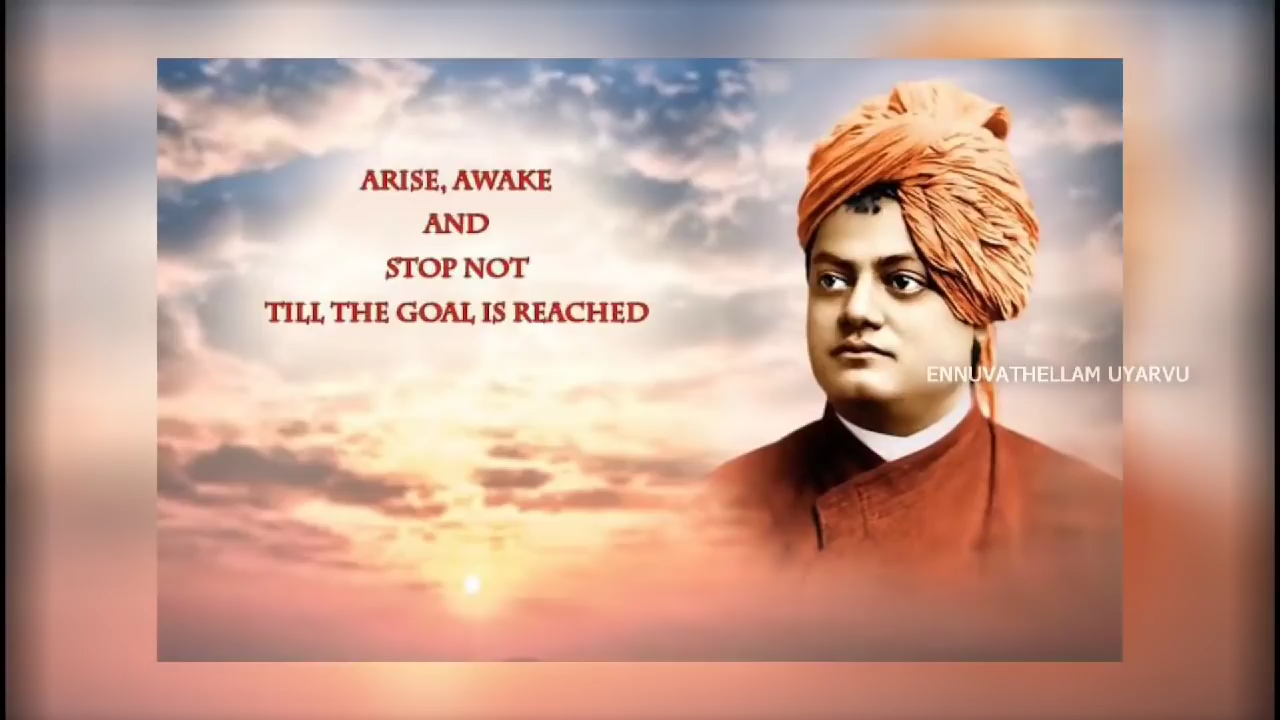 ARISE, AWAKE
AND
STOP NOT
TILL THE GOAL IS REACHED
ENNUVATHELLAM UYARVU